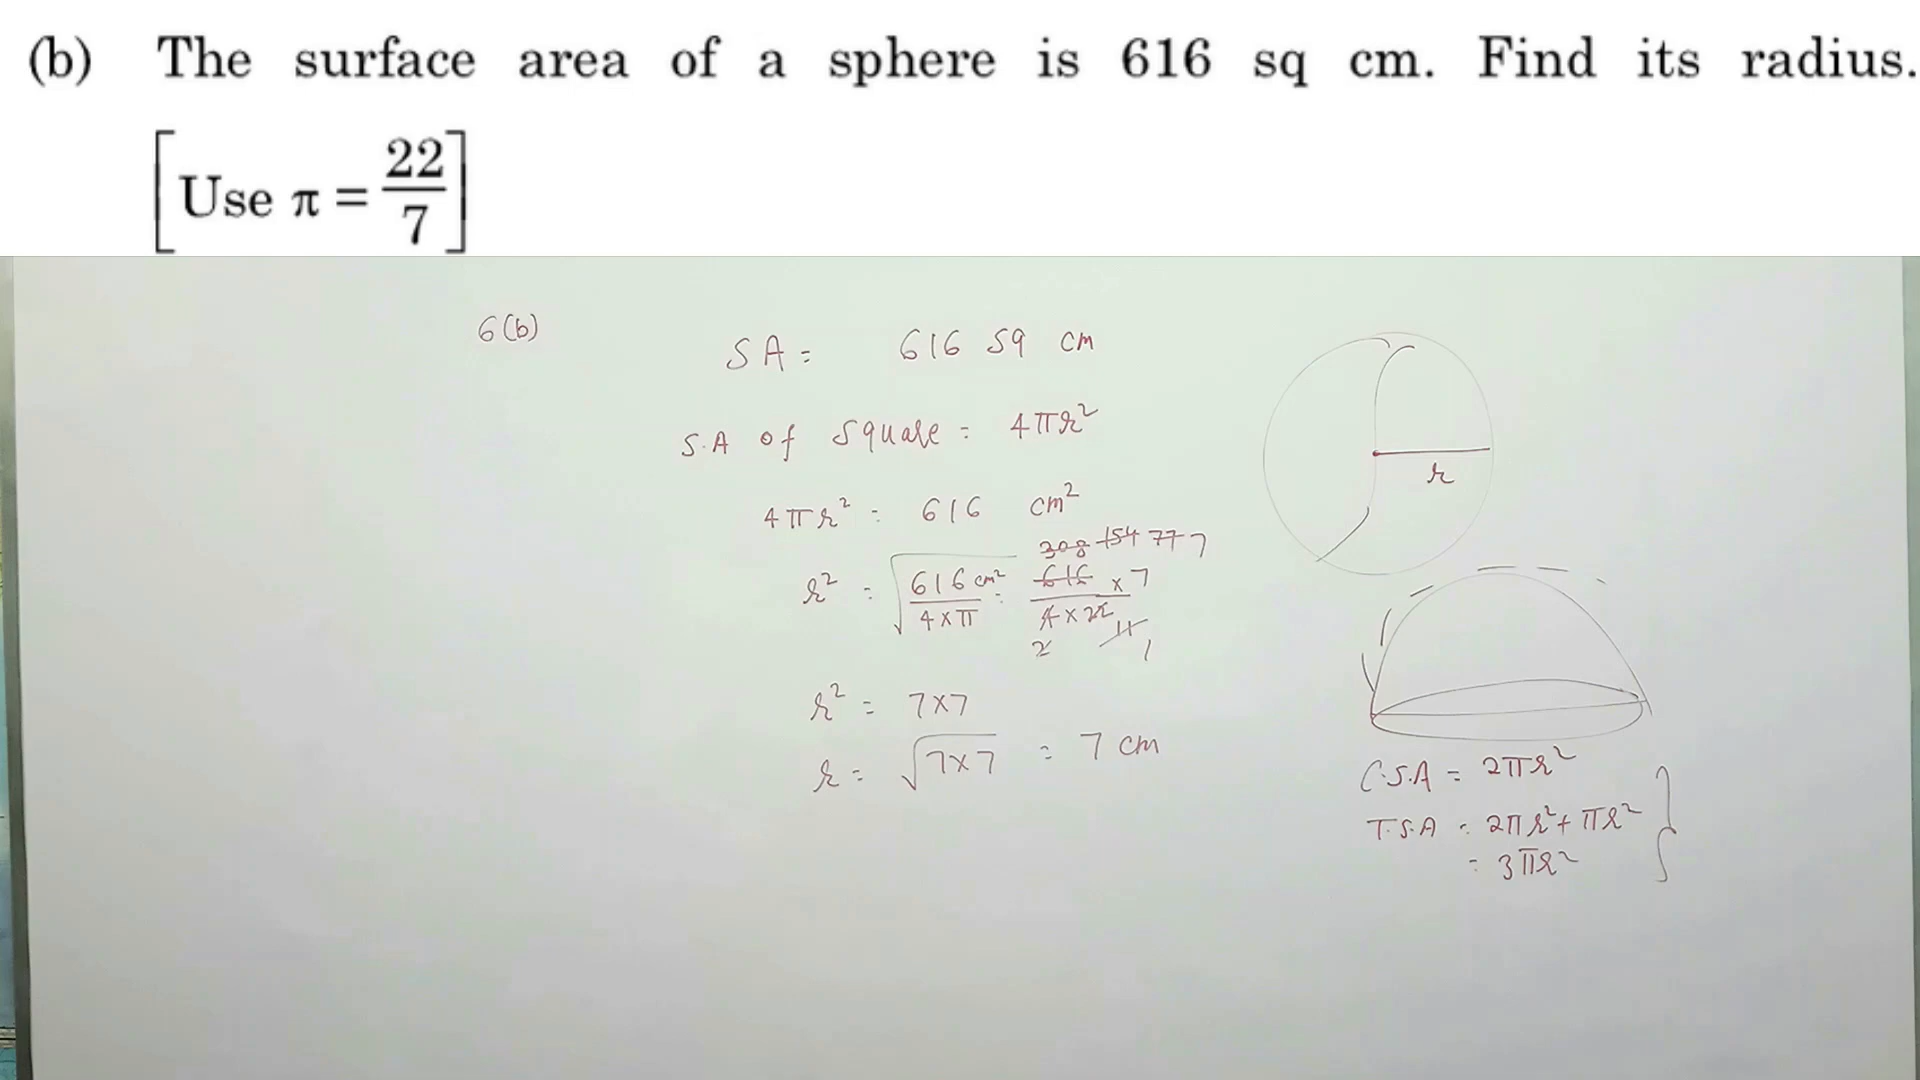 (b) The surface area of a sphere is 616 sq cm. Find its radius.
[Use π = 22/7]
6(b)
SA = 616 sq cm
S.A of Square = 4πr²
4πr² = 616 cm²
308 154 77 7
r² = √(616 cm²/4×π) = 616 × 7/4 × 22
2 11 1
r² = 7×7
r = √7×7 = 7 cm
r
C.S.A = 2πr²
T.S.A = 2πr² + πr²
= 3πr²